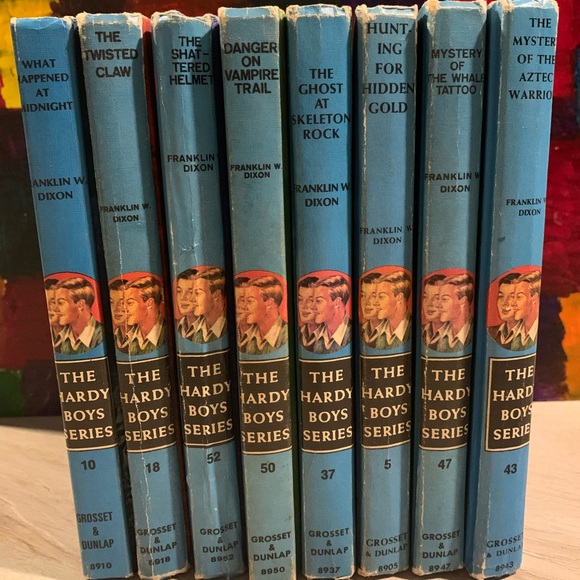 WHAT
HAPPENED
AT
MIDNIGHT
FRANKLIN W.
DIXON
THE
HARDY
BOYS
SERIES
10
GROSSET
&
DUNLAP
8910
THE
TWISTED
CLAW
FRANKLIN W.
DIXON
THE
HARDY
BOYS
SERIES
18
GROSSET
&
DUNLAP
8918
THE
SHAT-
TERED
HELMET
FRANKLIN W.
DIXON
THE
HARDY
BOYS
SERIES
52
GROSSET
& DUNLAP
8952
DANGER
ON
VAMPIRE
TRAIL
FRANKLIN W.
DIXON
THE
HARDY
BOYS
SERIES
50
GROSSET
&
DUNLAP
8950
THE
GHOST
AT
SKELETON
ROCK
FRANKLIN W.
DIXON
THE
HARDY
BOYS
SERIES
37
GROSSET
&
DUNLAP
8937
HUNT-
ING
FOR
HIDDEN
GOLD
FRANKLIN W.
DIXON
THE
HARDY
BOYS
SERIES
5
GROSSET
&
DUNLAP
8905
MYSTERY
OF THE WHALE
TATTOO
FRANKLIN W.
DIXON
THE
HARDY
BOYS
SERIES
47
GROSSET
& DUNLAP
8947
THE
MYSTERY
OF THE
AZTEC
WARRIOR
FRANKLIN W.
DIXON
THE
HARDY
BOYS
SERIES
43
GROSSET
& DUNLAP
8943